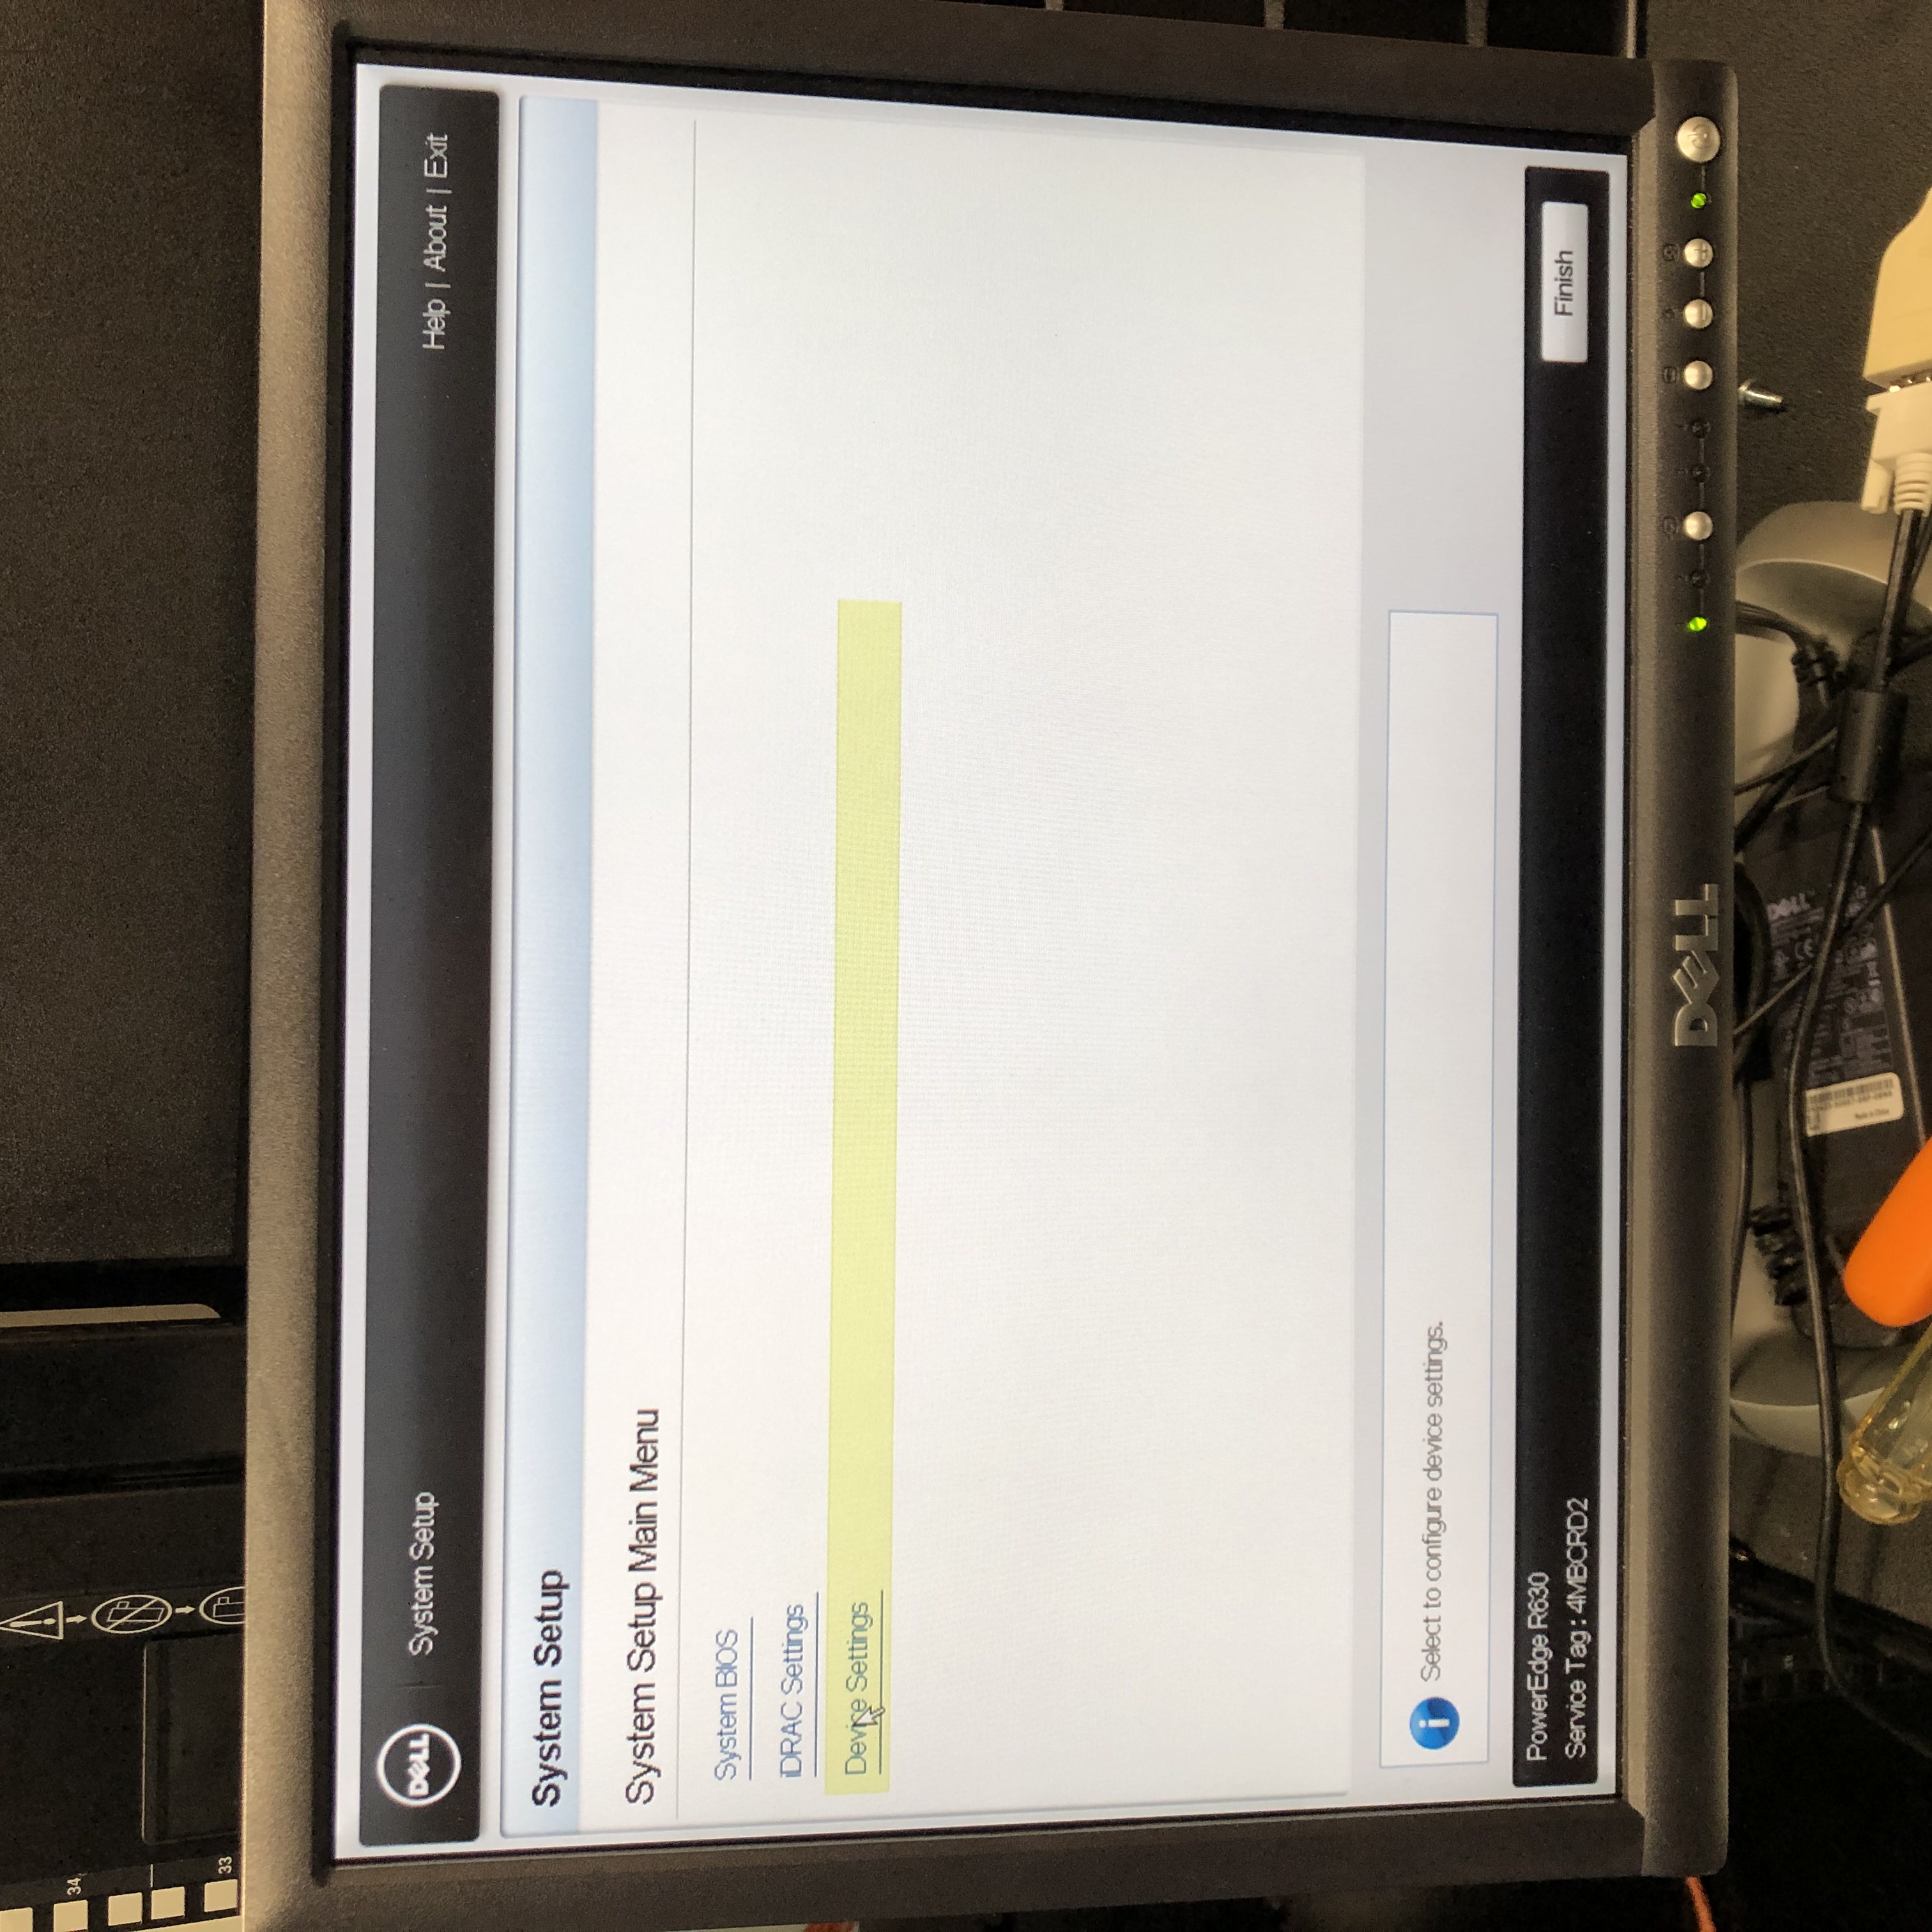 34
33
DELL
System Setup
Help | About | Exit
System Setup
System Setup Main Menu
System BIOS
iDRAC Settings
Device Settings
Select to configure device settings.
PowerEdge R630
Service Tag : 4MBCRD2
Finish
DELL
DELL